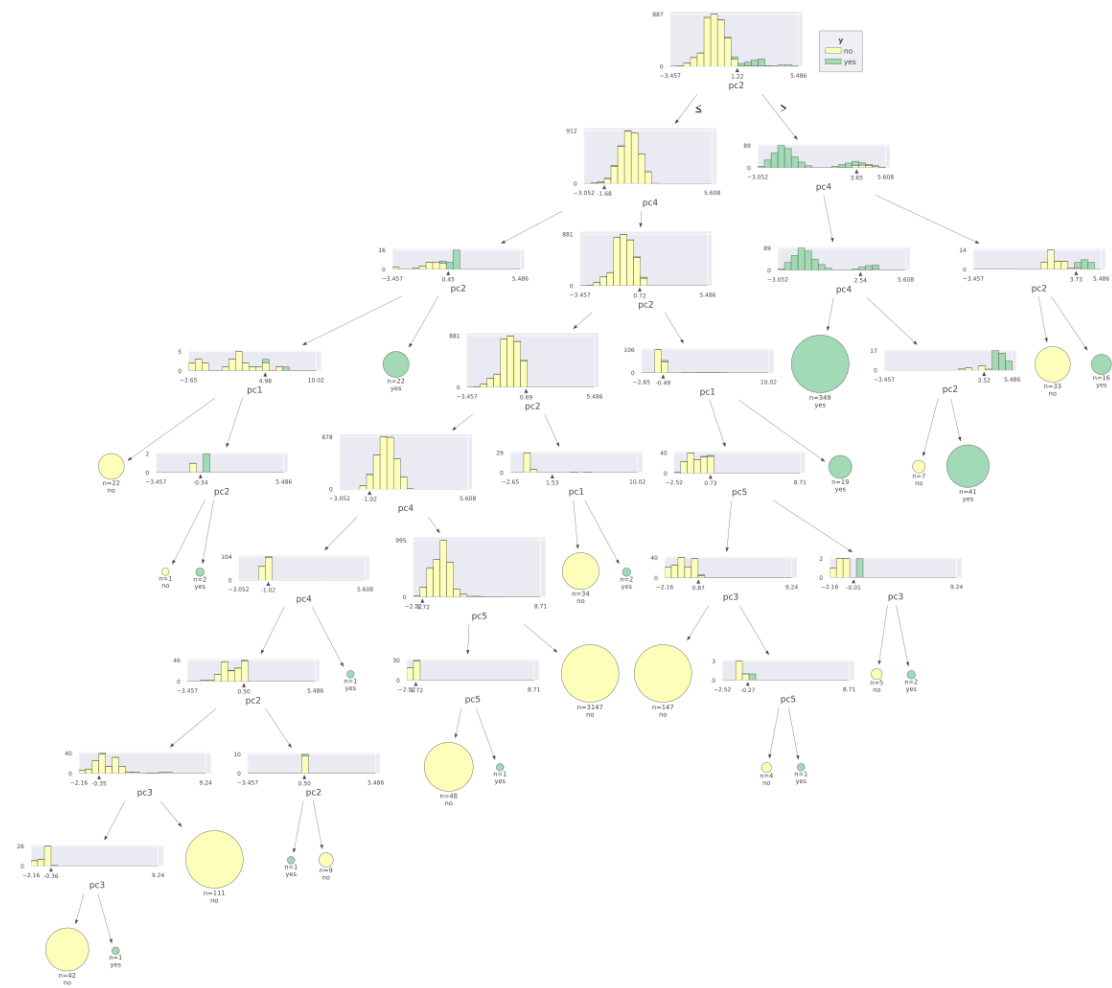 887
y
no
yes
0
−3.457 1.22 5.486
pc2
≤ >
912
0
−3.052 -1.68 5.608
pc4
89
0
−3.052 3.85 5.608
pc4
16
0
−3.457 0.45 5.486
pc2
881
0
−3.457 0.72 5.486
pc2
89
0
−3.052 2.54 5.608
pc4
14
0
−3.457 3.73 5.486
pc2
5
0
−2.65 4.98 10.02
pc1
n=22
yes
881
0
−3.457 0.69 5.486
pc2
106
0
−2.65 -0.49 10.02
pc1
n=349
yes
17
0
−3.457 3.52 5.486
pc2
n=33
no
n=16
yes
n=22
no
2
0
−3.457 -0.34 5.486
pc2
878
0
−3.052 -1.02 5.608
pc4
29
0
−2.65 1.53 10.02
pc1
40
0
−2.52 0.73 8.71
pc5
n=19
yes
n=7
no
n=41
yes
n=1
no
n=2
yes
104
0
−3.052 -1.02 5.608
pc4
995
0
8.71
pc5
n=34
no
n=2
yes
40
0
−2.16 0.87 9.24
pc3
2
0
−2.16 -0.01 9.24
pc3
46
0
−3.457 0.50 5.486
pc2
n=1
yes
30
0
8.71
pc5
n=3147
no
n=147
no
3
0
−2.52 -0.27 8.71
pc5
n=5
no
n=2
yes
40
0
−2.16 -0.35 9.24
pc3
10
0
−3.457 0.50 5.486
pc2
n=48
no
n=1
yes
n=4
no
n=1
yes
26
0
−2.16 -0.36 9.24
pc3
n=111
no
n=1
yes
n=9
no
n=42
no
n=1
yes